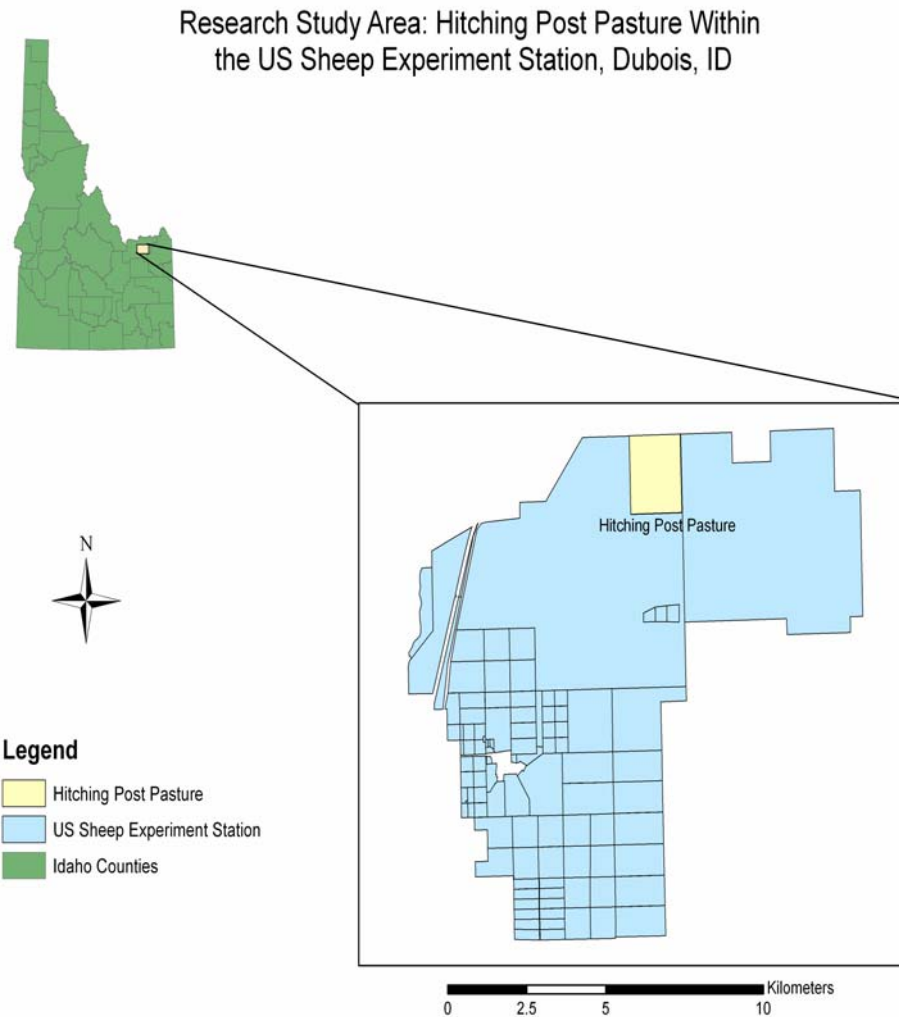 Research Study Area: Hitching Post Pasture Within
the US Sheep Experiment Station, Dubois, ID
Hitching Post Pasture
N
Legend
Hitching Post Pasture
US Sheep Experiment Station
Idaho Counties
Kilometers
0 2.5 5 10